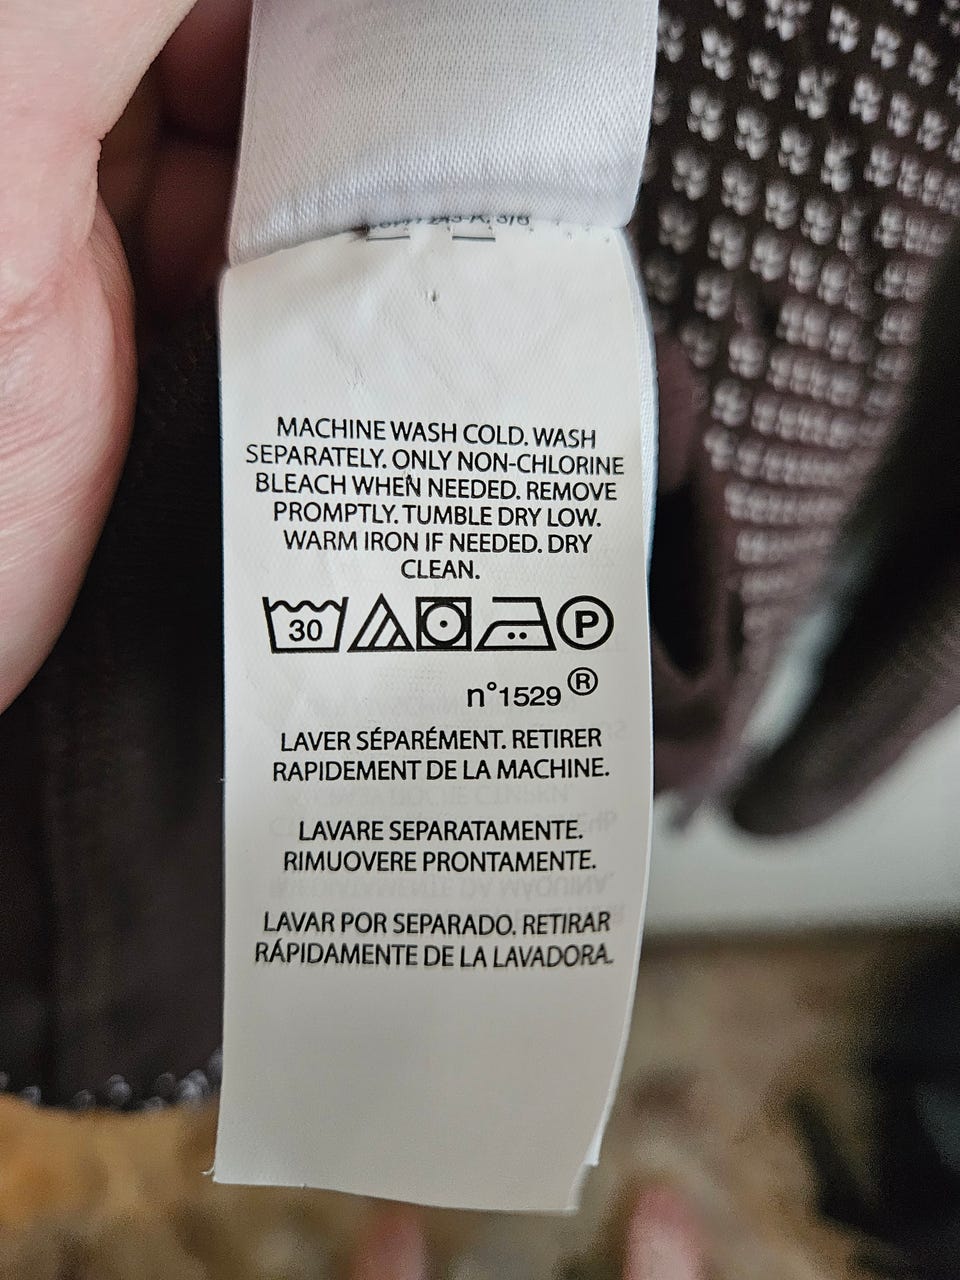 MACHINE WASH COLD. WASH
SEPARATELY. ONLY NON-CHLORINE
BLEACH WHEN NEEDED. REMOVE
PROMPTLY. TUMBLE DRY LOW.
WARM IRON IF NEEDED. DRY
CLEAN.
30 P
n°1529 ®
LAVER SÉPARÉMENT. RETIRER
RAPIDEMENT DE LA MACHINE.
LAVARE SEPARATAMENTE.
RIMUOVERE PRONTAMENTE.
LAVAR POR SEPARADO. RETIRAR
RÁPIDAMENTE DE LA LAVADORA.